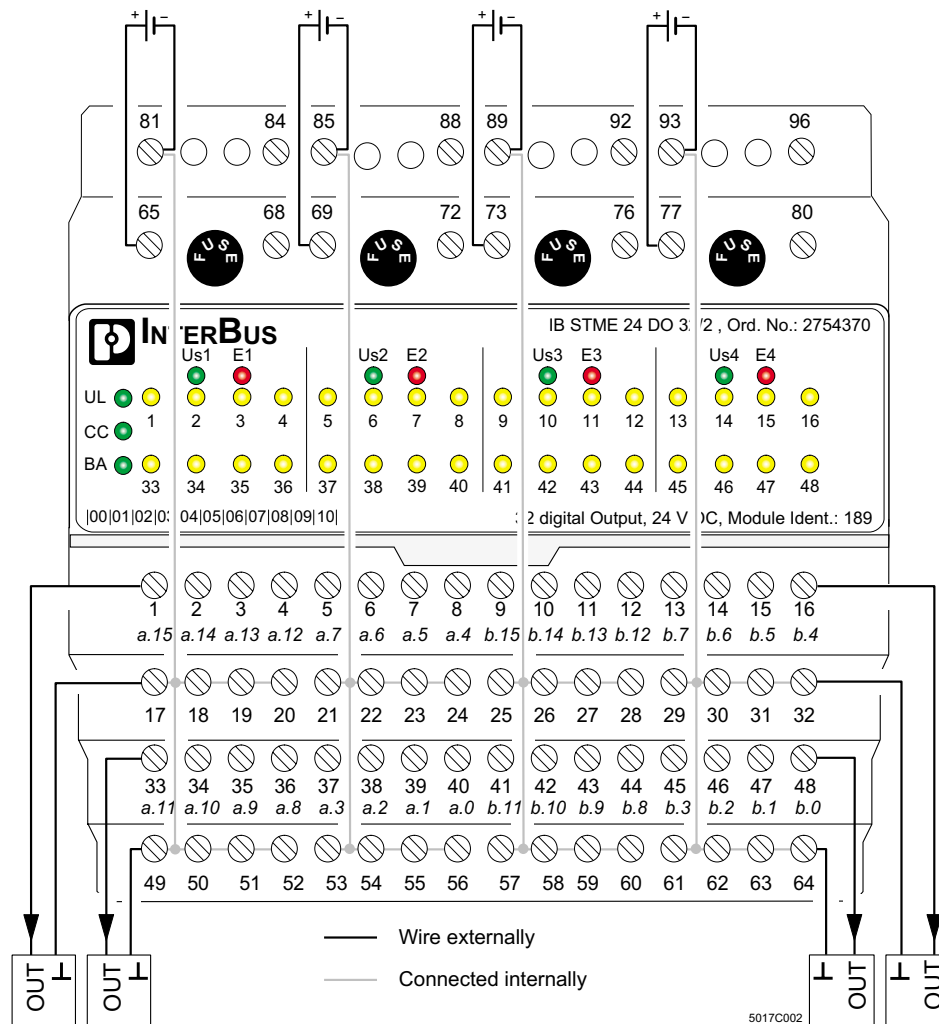 + − + − + − + −
81 84 85 88 89 92 93 96
65 68 69 72 73 76 77 80
FUSE FUSE FUSE FUSE
INTERBUS IB STME 24 DO 32/2 , Ord. No.: 2754370
Us1 E1 Us2 E2 Us3 E3 Us4 E4
UL
1 2 3 4 5 6 7 8 9 10 11 12 13 14 15 16
CC
BA
33 34 35 36 37 38 39 40 41 42 43 44 45 46 47 48
|00|01|02|03 04|05|06|07|08|09|10| 32 digital Output, 24 V DC, Module Ident.: 189
1 2 3 4 5 6 7 8 9 10 11 12 13 14 15 16
a.15 a.14 a.13 a.12 a.7 a.6 a.5 a.4 b.15 b.14 b.13 b.12 b.7 b.6 b.5 b.4
17 18 19 20 21 22 23 24 25 26 27 28 29 30 31 32
33 34 35 36 37 38 39 40 41 42 43 44 45 46 47 48
a.11 a.10 a.9 a.8 a.3 a.2 a.1 a.0 b.11 b.10 b.9 b.8 b.3 b.2 b.1 b.0
49 50 51 52 53 54 55 56 57 58 59 60 61 62 63 64
Wire externally
Connected internally
OUT OUT OUT OUT
5017C002